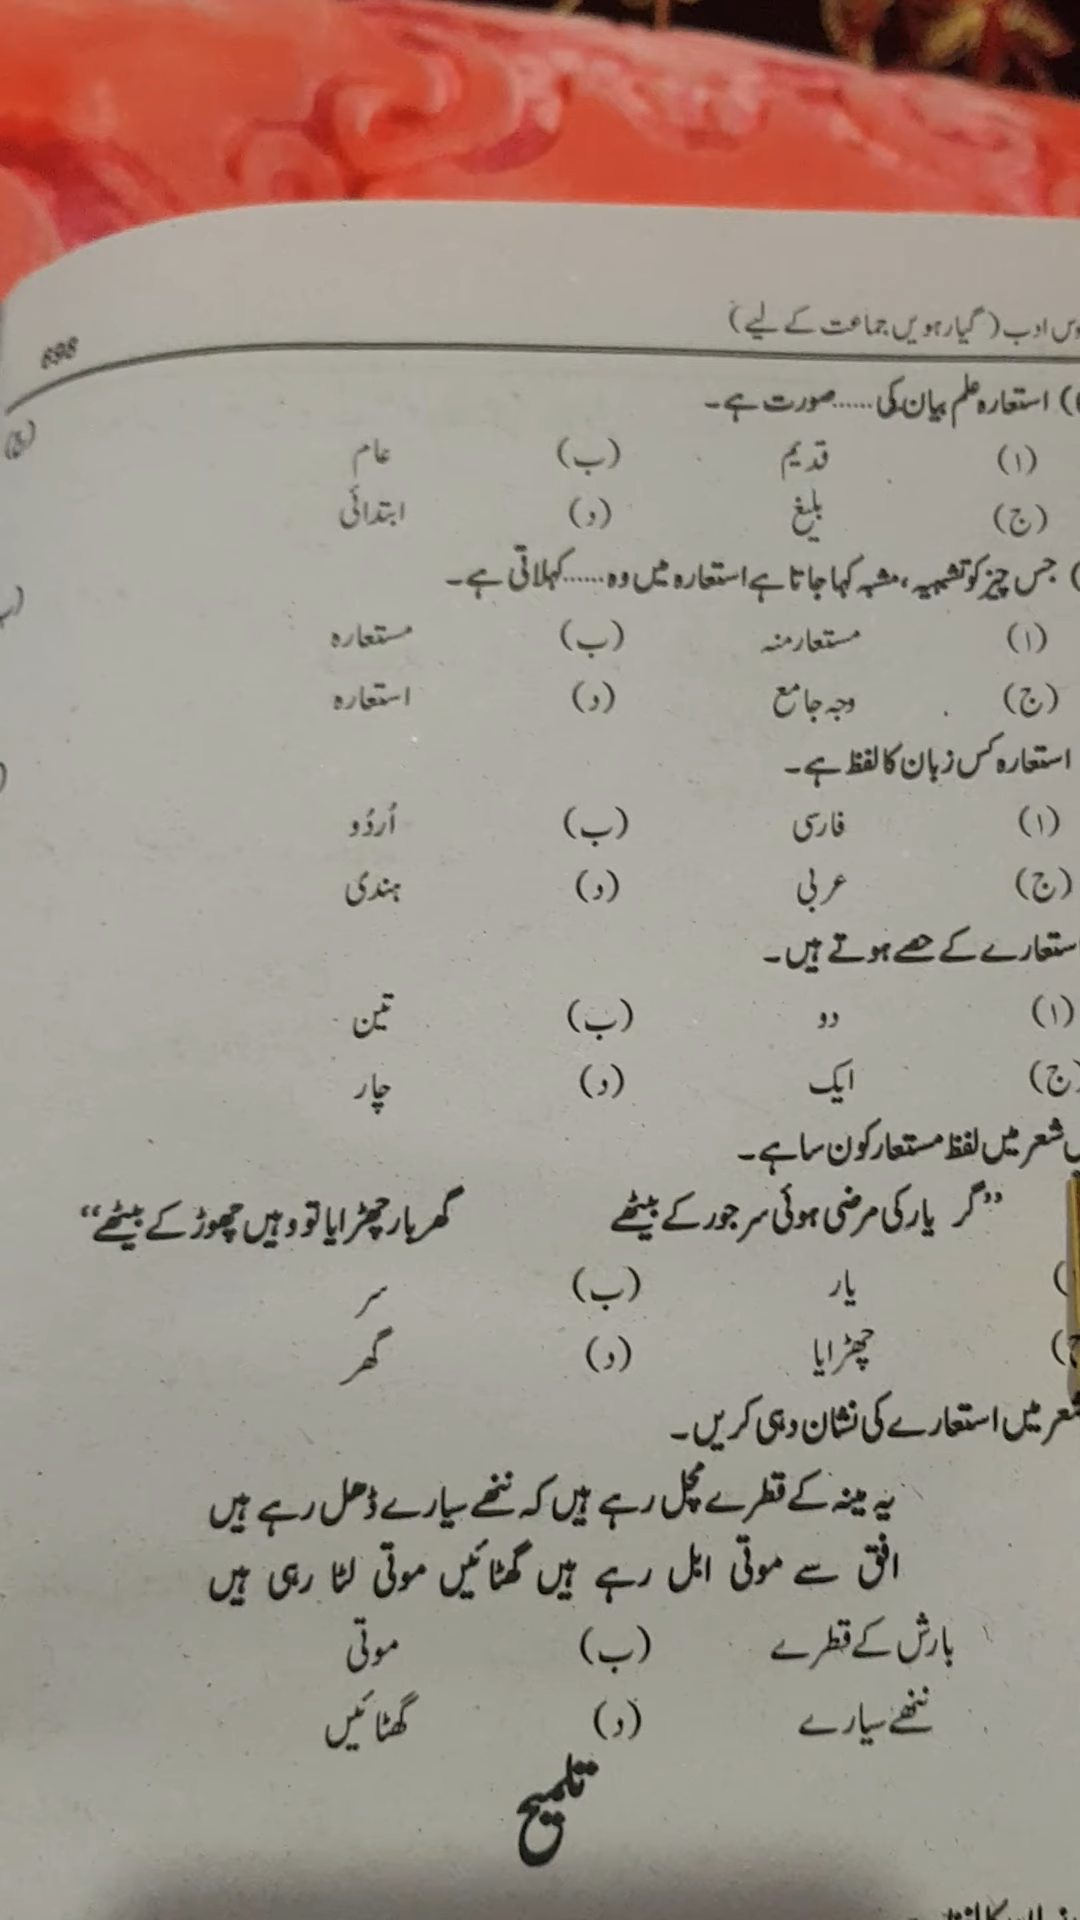 ادب (گیارہویں جماعت کے لیے) 698
) استعارہ علم بیان کی ...... صورت ہے۔
(ا) قدیم (ب) عام
(ج) بلیغ (د) ابتدائی
) جس چیز کو تشبیہ، مشبہ کہا جاتا ہے استعارہ میں وہ ...... کہلاتی ہے۔
(ا) مستعار منہ (ب) مستعارہ
(ج) وجہ جامع (د) استعارہ
استعارہ کس زبان کا لفظ ہے۔
(ا) فارسی (ب) اُردُو
(ج) عربی (د) ہندی
ستعارے کے حصے ہوتے ہیں۔
(ا) دو (ب) تین
(ج) ایک (د) چار
شعر میں لفظ مستعار کون سا ہے۔
”گر یار کی مرضی ہوئی سر جور کے بیٹھے گھر بار چھڑایا تو وہیں چھوڑ کے بیٹھے“
) یار (ب) سر
چھڑایا (د) گھر
شعر میں استعارے کی نشان دہی کریں۔
یہ مینہ کے قطرے مچل رہے ہیں کہ ننھے سیارے ڈھل رہے ہیں
افق سے موتی ابل رہے ہیں گھٹائیں موتی لٹا رہی ہیں
بارش کے قطرے (ب) موتی
ننھے سیارے (د) گھٹائیں
تلمیح